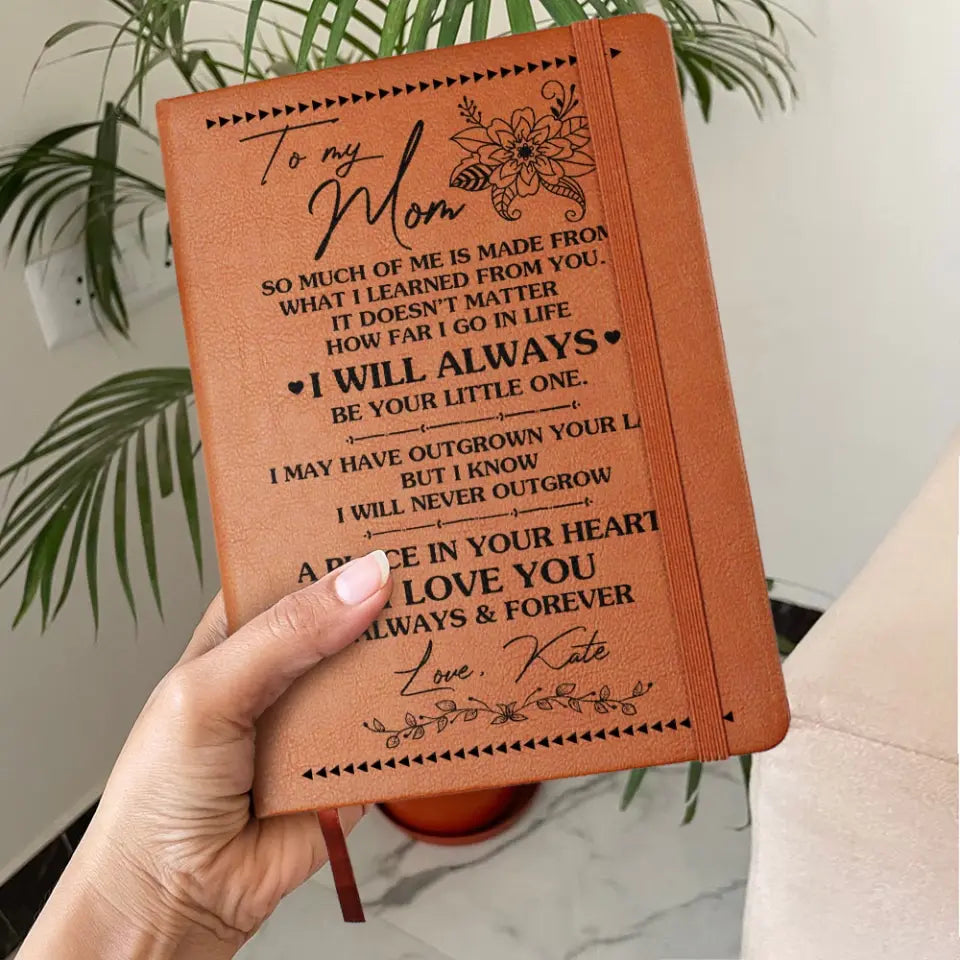 To my
Mom
SO MUCH OF ME IS MADE FROM
WHAT I LEARNED FROM YOU.
IT DOESN'T MATTER
HOW FAR I GO IN LIFE
I WILL ALWAYS
BE YOUR LITTLE ONE.
I MAY HAVE OUTGROWN YOUR
BUT I KNOW
I WILL NEVER OUTGROW
A PLACE IN YOUR HEART
I LOVE YOU
ALWAYS & FOREVER
Love, Kate